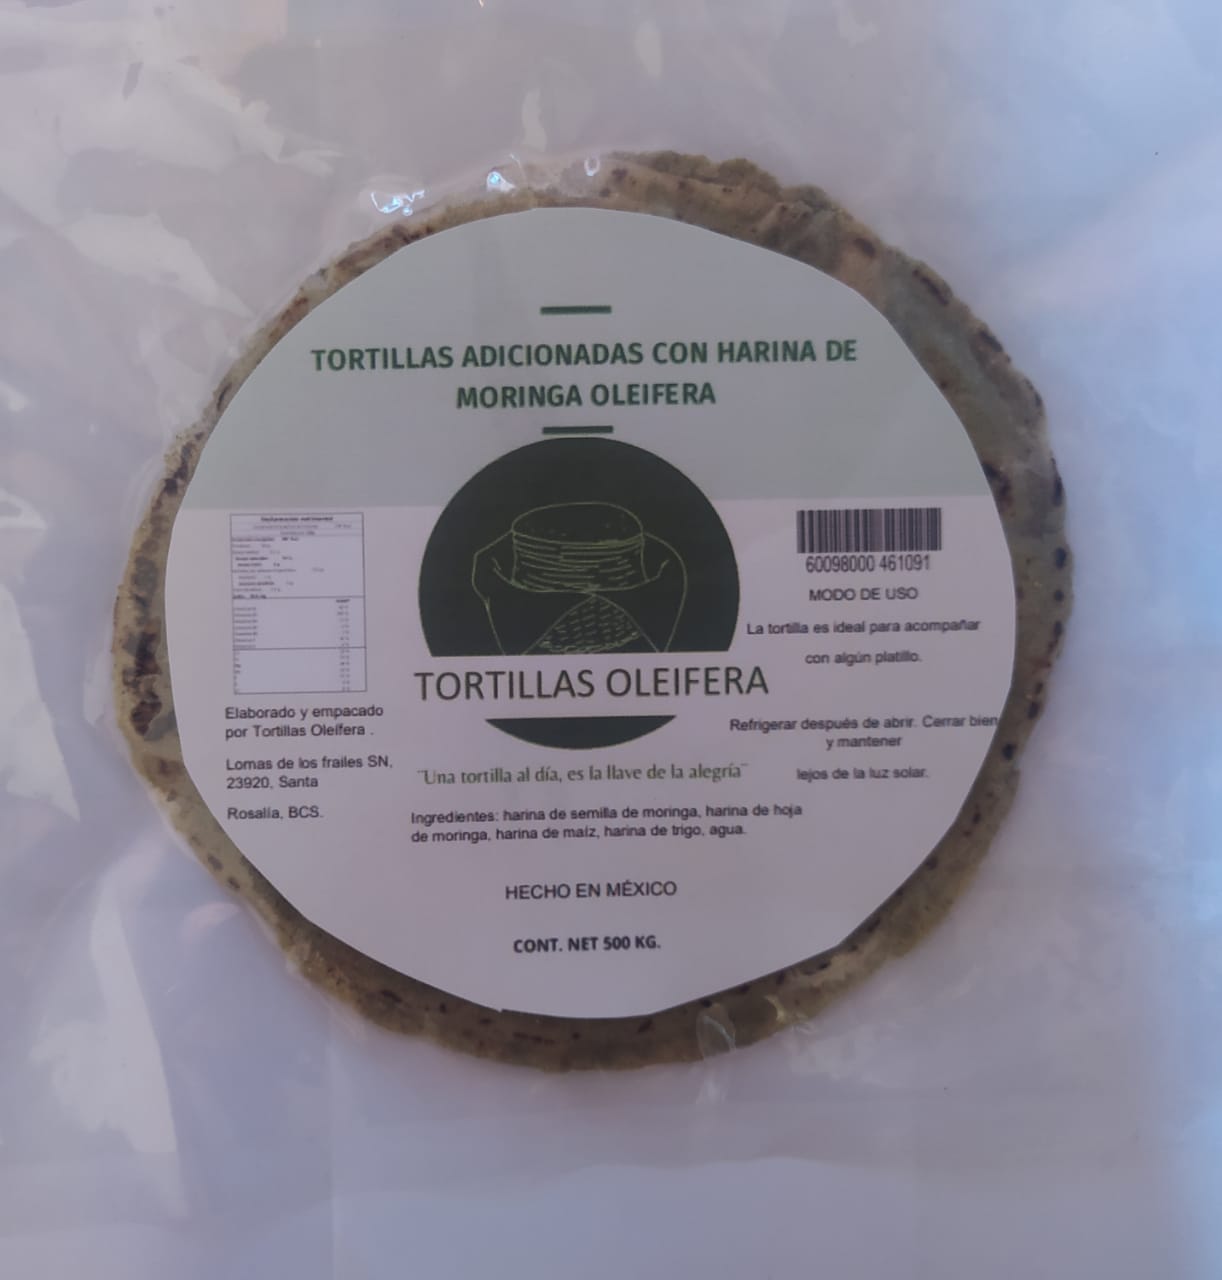 TORTILLAS ADICIONADAS CON HARINA DE
MORINGA OLEIFERA
60098000 461091
MODO DE USO
La tortilla es ideal para acompañar
con algún platillo.
TORTILLAS OLEIFERA
Elaborado y empacado
por Tortillas Oleifera .
Lomas de los frailes SN,
23920, Santa
Rosalía, BCS.
Refrigerar después de abrir. Cerrar bien
y mantener
lejos de la luz solar.
¨Una tortilla al día, es la llave de la alegría¨
Ingredientes: harina de semilla de moringa, harina de hoja
de moringa, harina de maíz, harina de trigo, agua.
HECHO EN MÉXICO
CONT. NET 500 KG.